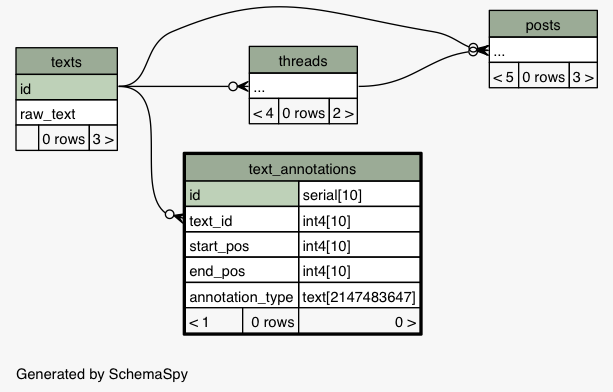 posts
...
< 5 0 rows 3 >
texts
id
raw_text
0 rows 3 >
threads
...
< 4 0 rows 2 >
text_annotations
id serial[10]
text_id int4[10]
start_pos int4[10]
end_pos int4[10]
annotation_type text[2147483647]
< 1 0 rows 0 >
Generated by SchemaSpy